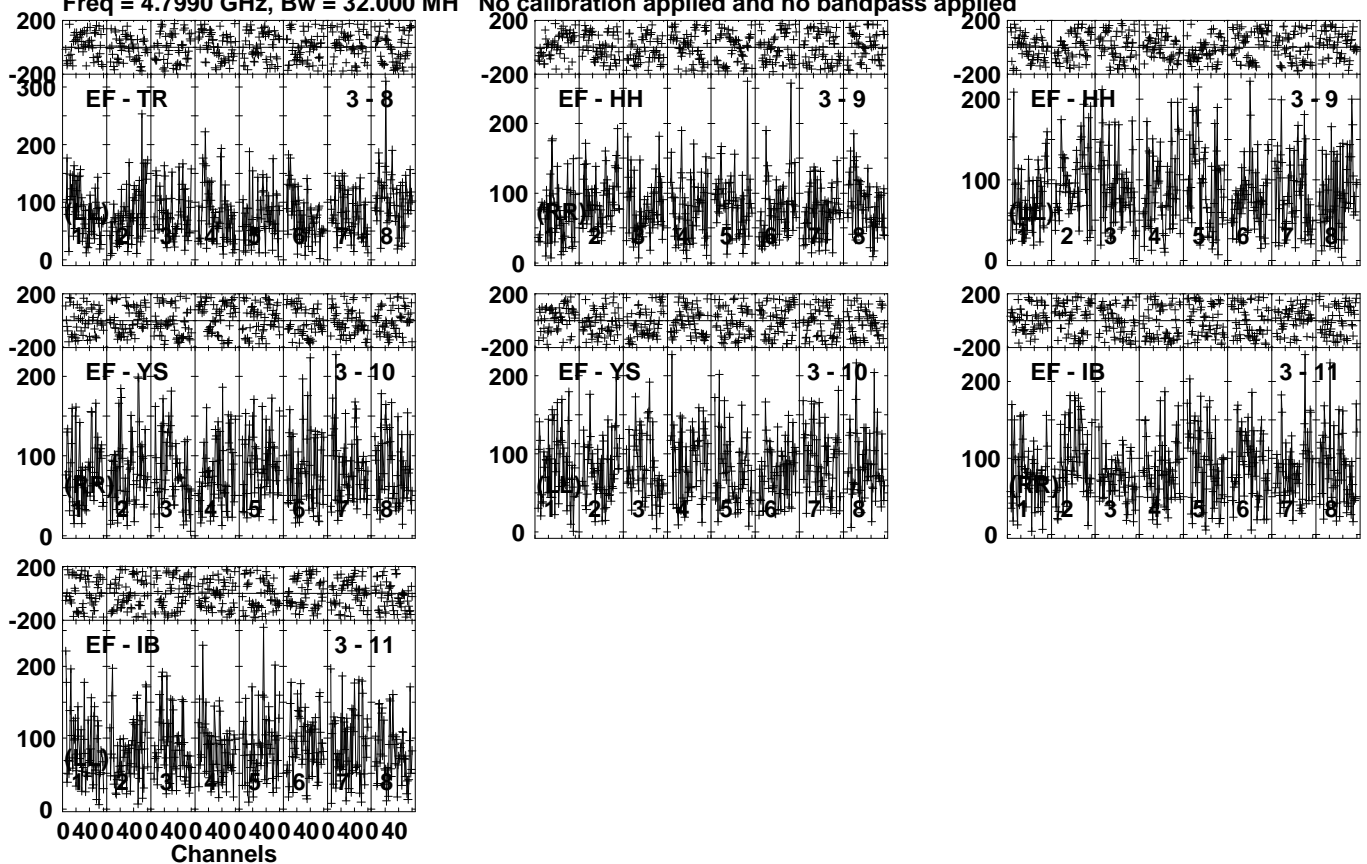 Freq = 4.7990 GHz, Bw = 32.000 MH No calibration applied and no bandpass applied
200
-200
300
200
100
0
EF - TR 3 - 8
(LL)
1 2 3 4 5 6 7 8
200
-200
200
100
0
EF - HH 3 - 9
(RR)
1 2 3 4 5 6 7 8
200
-200
200
100
0
EF - HH 3 - 9
(LL)
1 2 3 4 5 6 7 8
200
-200
200
100
0
EF - YS 3 - 10
(RR)
1 2 3 4 5 6 7 8
200
-200
200
100
0
EF - YS 3 - 10
(LL)
1 2 3 4 5 6 7 8
200
-200
200
100
0
EF - IB 3 - 11
(RR)
1 2 3 4 5 6 7 8
200
-200
200
100
0
EF - IB 3 - 11
(LL)
1 2 3 4 5 6 7 8
0 40 0 40 0 40 0 40 0 40 0 40 0 40 0 40
Channels